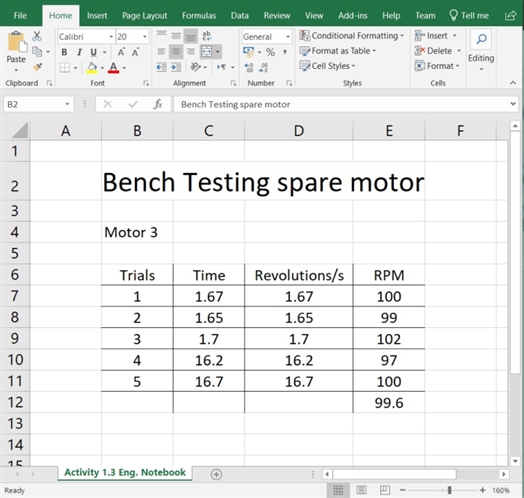 File Home Insert Page Layout Formulas Data Review View Add-ins Help Team Tell me
Calibri 20 ab General Conditional Formatting Insert
Paste B I U A A $ % , Format as Table Delete Editing
Cell Styles Format
Clipboard Font Alignment Number Styles Cells
B2 fx Bench Testing spare motor
A B C D E F
1
2 Bench Testing spare motor
3
4 Motor 3
5
6 Trials Time Revolutions/s RPM
7 1 1.67 1.67 100
8 2 1.65 1.65 99
9 3 1.7 1.7 102
10 4 16.2 16.2 97
11 5 16.7 16.7 100
12 99.6
13
14
15
Activity 1.3 Eng. Notebook
Ready 160%